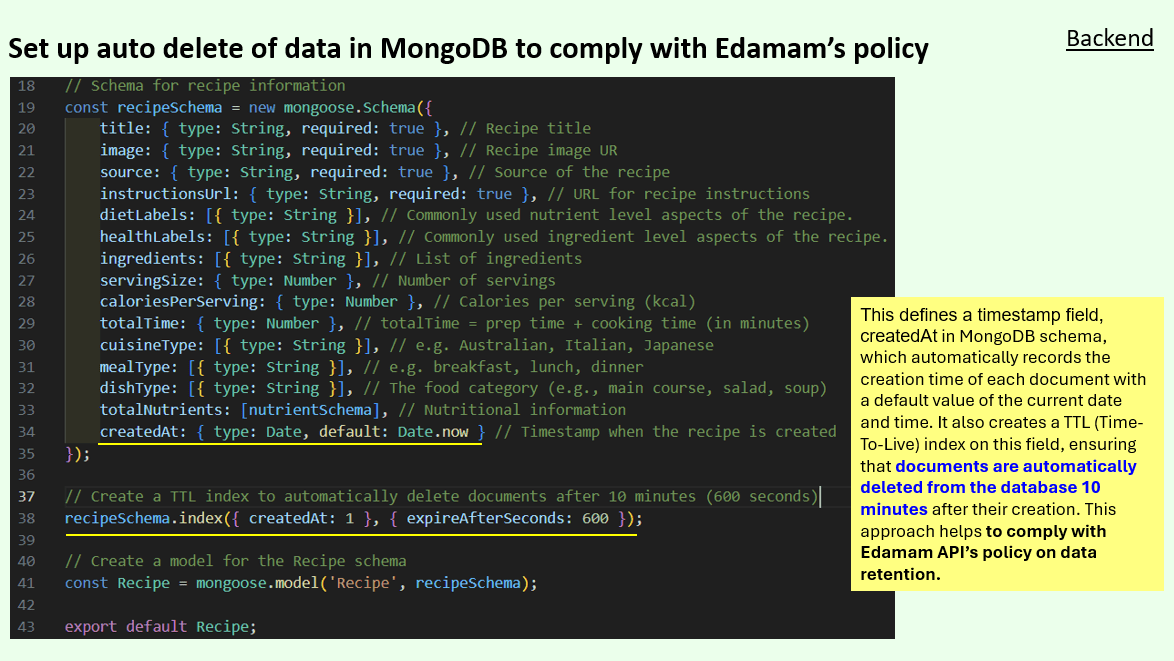 Backend
Set up auto delete of data in MongoDB to comply with Edamam’s policy
18 // Schema for recipe information
19 const recipeSchema = new mongoose.Schema({
20 title: { type: String, required: true }, // Recipe title
21 image: { type: String, required: true }, // Recipe image UR
22 source: { type: String, required: true }, // Source of the recipe
23 instructionsUrl: { type: String, required: true }, // URL for recipe instructions
24 dietLabels: [{ type: String }], // Commonly used nutrient level aspects of the recipe.
25 healthLabels: [{ type: String }], // Commonly used ingredient level aspects of the recipe.
26 ingredients: [{ type: String }], // List of ingredients
27 servingSize: { type: Number }, // Number of servings
28 caloriesPerServing: { type: Number }, // Calories per serving (kcal)
29 totalTime: { type: Number }, // totalTime = prep time + cooking time (in minutes)
30 cuisineType: [{ type: String }], // e.g. Australian, Italian, Japanese
31 mealType: [{ type: String }], // e.g. breakfast, lunch, dinner
32 dishType: [{ type: String }], // The food category (e.g., main course, salad, soup)
33 totalNutrients: [nutrientSchema], // Nutritional information
34 createdAt: { type: Date, default: Date.now } // Timestamp when the recipe is created
35 });
36
37 // Create a TTL index to automatically delete documents after 10 minutes (600 seconds)
38 recipeSchema.index({ createdAt: 1 }, { expireAfterSeconds: 600 });
39
40 // Create a model for the Recipe schema
41 const Recipe = mongoose.model('Recipe', recipeSchema);
42
43 export default Recipe;
This defines a timestamp field,
createdAt in MongoDB schema,
which automatically records the
creation time of each document with
a default value of the current date
and time. It also creates a TTL (Time-
To-Live) index on this field, ensuring
that documents are automatically
deleted from the database 10
minutes after their creation. This
approach helps to comply with
Edamam API’s policy on data
retention.